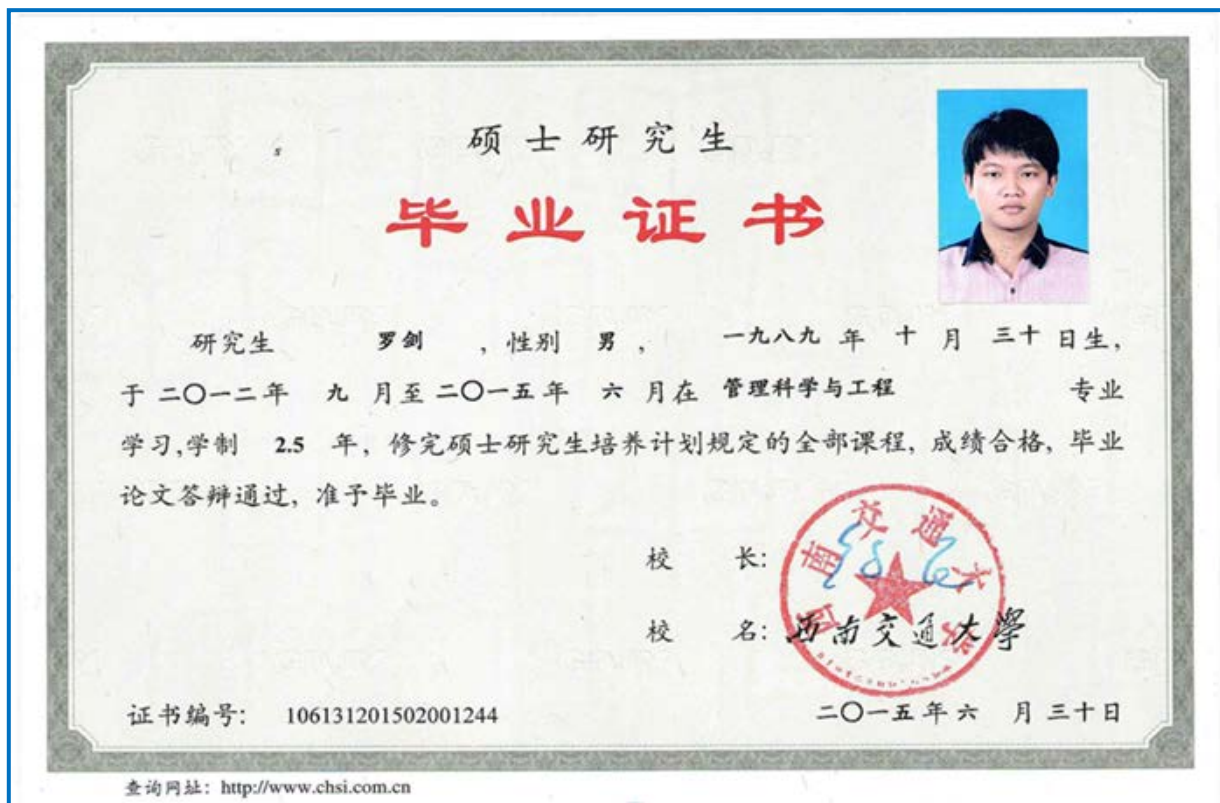 硕士研究生
毕业证书
研究生 罗剑 ，性别 男 ， 一九八九 年 十 月 三十 日生，
于 二〇一二年 九 月至 二〇一五年 六 月在 管理科学与工程 专业
学习,学制 2.5 年，修完硕士研究生培养计划规定的全部课程，成绩合格，毕业
论文答辩通过，准予毕业。
校 长:
校 名: 西南交通大學
西南交通大学
证书编号: 106131201502001244
二〇一五年六 月三十日
查询网址: http://www.chsi.com.cn